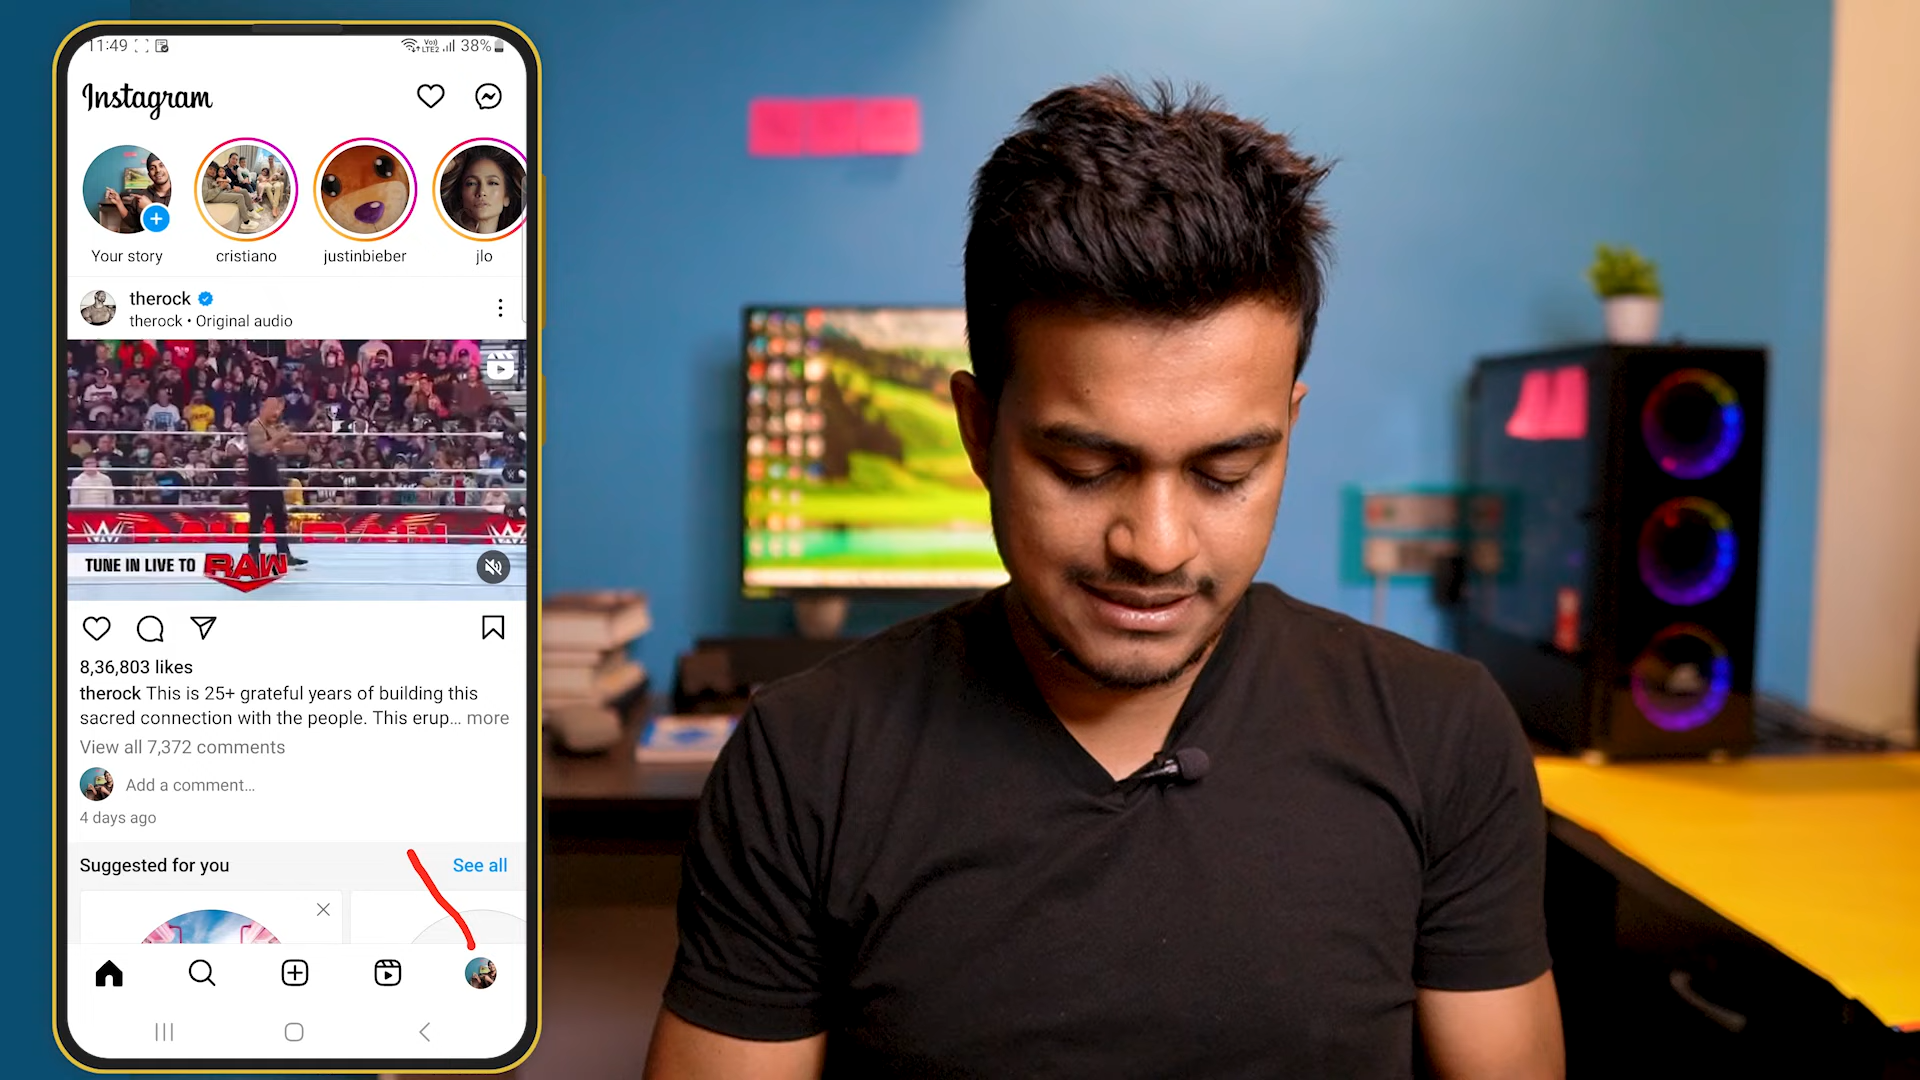 11:49
Vo))
LTE2
38%
Instagram
Your story
cristiano
justinbieber
jlo
therock
therock • Original audio
TUNE IN LIVE TO RAW
8,36,803 likes
therock This is 25+ grateful years of building this
sacred connection with the people. This erup... more
View all 7,372 comments
Add a comment...
4 days ago
Suggested for you
See all